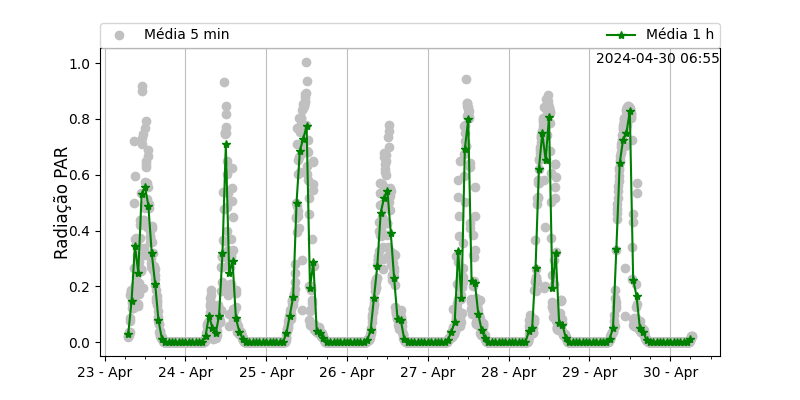 Média 5 min
Média 1 h
2024-04-30 06:55
Radiação PAR
1.0
0.8
0.6
0.4
0.2
0.0
23 - Apr
24 - Apr
25 - Apr
26 - Apr
27 - Apr
28 - Apr
29 - Apr
30 - Apr